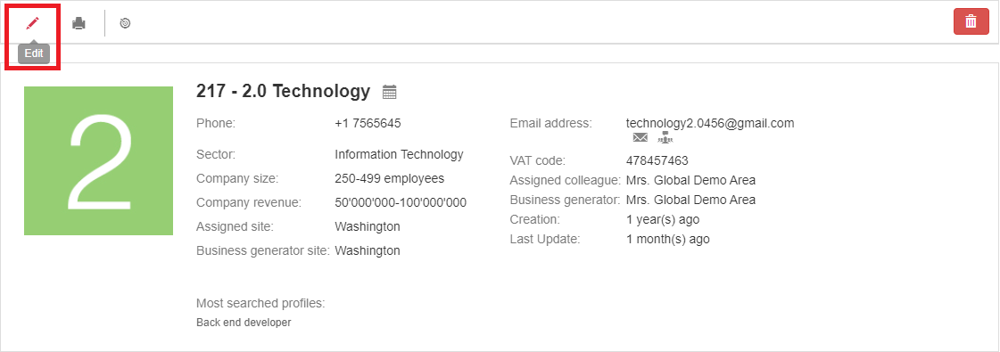 Edit
2
217 - 2.0 Technology
Phone: +1 7565645
Sector: Information Technology
Company size: 250-499 employees
Company revenue: 50'000'000-100'000'000
Assigned site: Washington
Business generator site: Washington
Email address: technology2.0456@gmail.com
VAT code: 478457463
Assigned colleague: Mrs. Global Demo Area
Business generator: Mrs. Global Demo Area
Creation: 1 year(s) ago
Last Update: 1 month(s) ago
Most searched profiles:
Back end developer